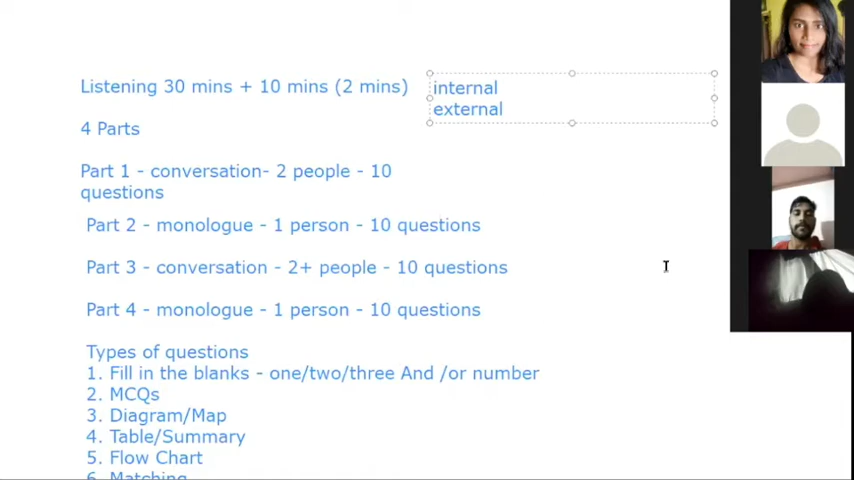 Listening 30 mins + 10 mins (2 mins)
internal
external
4 Parts
Part 1 - conversation- 2 people - 10
questions
Part 2 - monologue - 1 person - 10 questions
Part 3 - conversation - 2+ people - 10 questions
Part 4 - monologue - 1 person - 10 questions
Types of questions
1. Fill in the blanks - one/two/three And /or number
2. MCQs
3. Diagram/Map
4. Table/Summary
5. Flow Chart
6. Matching